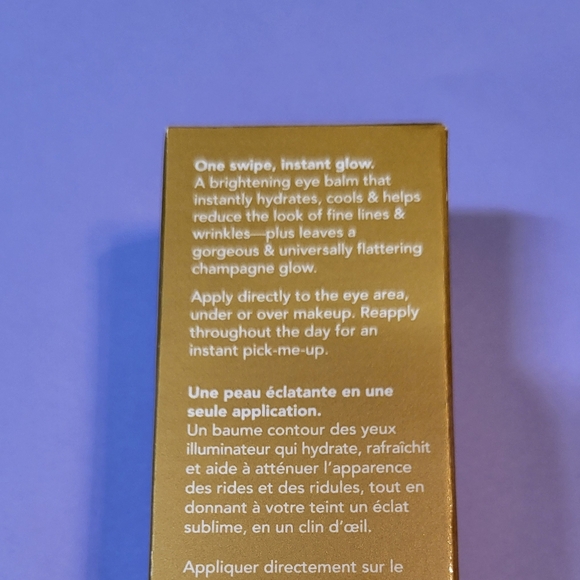 One swipe, instant glow.
A brightening eye balm that
instantly hydrates, cools & helps
reduce the look of fine lines &
wrinkles—plus leaves a
gorgeous & universally flattering
champagne glow.
Apply directly to the eye area,
under or over makeup. Reapply
throughout the day for an
instant pick-me-up.
Une peau éclatante en une
seule application.
Un baume contour des yeux
illuminateur qui hydrate, rafraîchit
et aide à atténuer l'apparence
des rides et des ridules, tout en
donnant à votre teint un éclat
sublime, en un clin d'œil.
Appliquer directement sur le